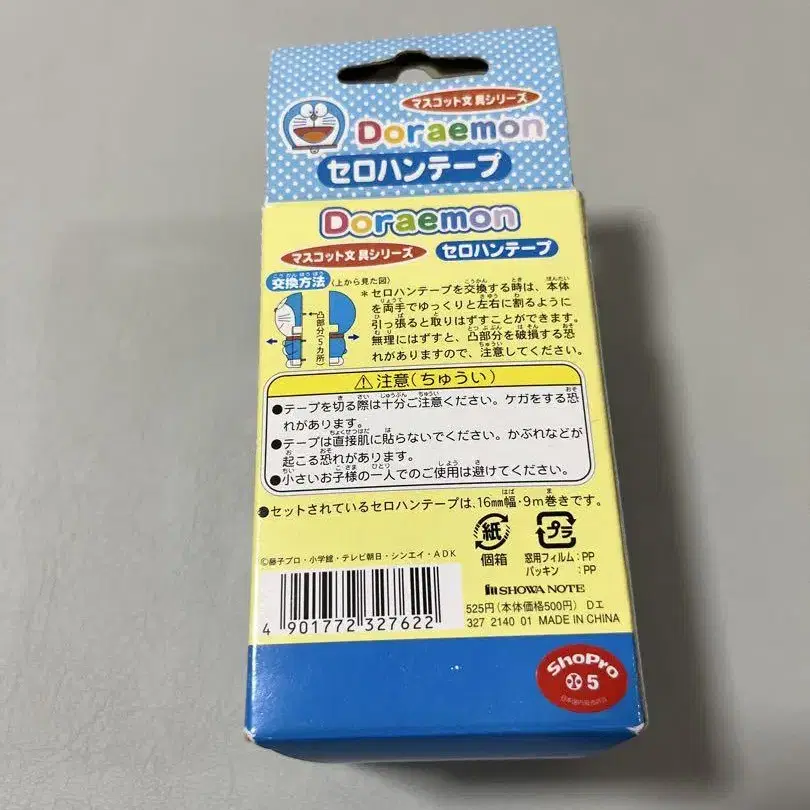 マスコット文具シリーズ
Doraemon
セロハンテープ
Doraemon
マスコット文具シリーズ セロハンテープ
交換方法 (上から見た図)
凸部分(5カ所)
*セロハンテープを交換する時は、本体
を両手でゆっくりと左右に割るように
引っ張ると取りはずすことができます。
無理にはずすと、凸部分を破損する恐
れがありますので、注意してください。
⚠注意(ちゅうい)
●テープを切る際は十分ご注意ください。ケガをする恐
れがあります。
●テープは直接肌に貼らないでください。かぶれなどが
起こる恐れがあります。
●小さいお子様の一人でのご使用は避けてください。
●セットされているセロハンテープは、16mm幅・9m巻きです。
紙 プラ
個箱 窓用フィルム:PP
パッキン :PP
©藤子プロ・小学館・テレビ朝日・シンエイ・ADK
SHOWA NOTE
525円(本体価格500円) Dエ
327 2140 01 MADE IN CHINA
4 901772 327622
ShoPro
5